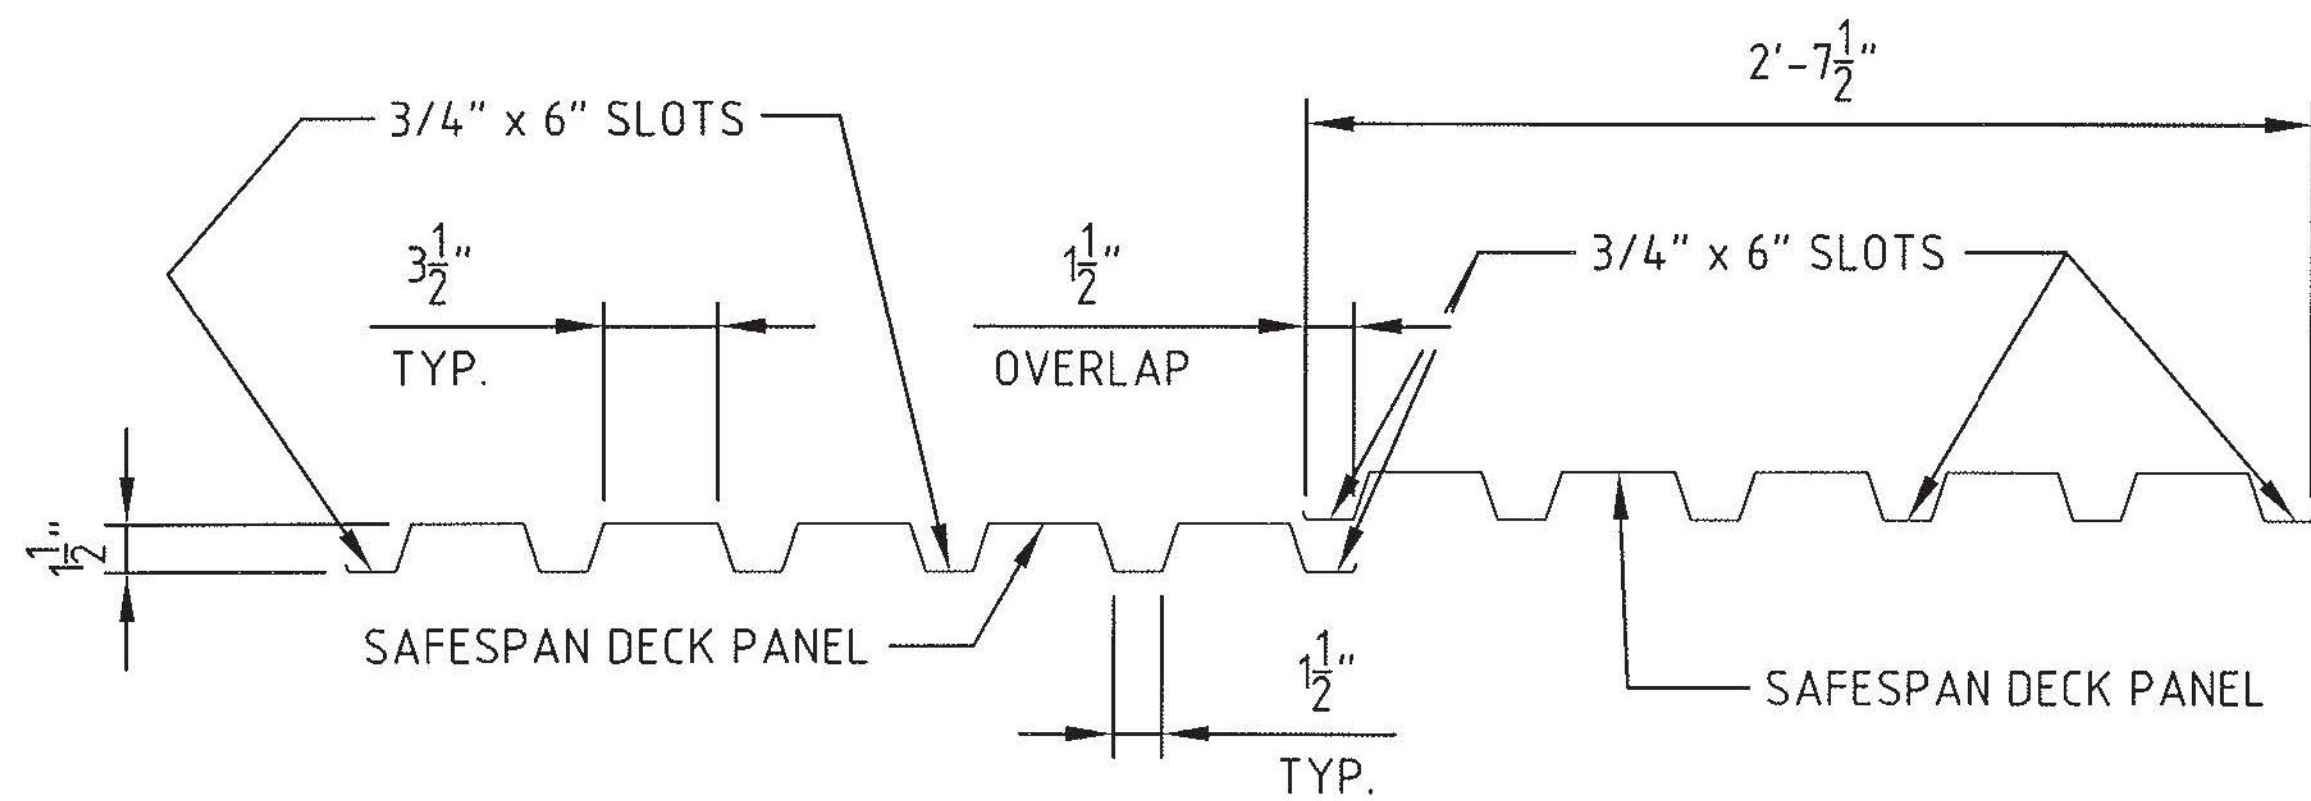 2'-7 1/2"
3/4" x 6" SLOTS
3 1/2"
TYP.
1 1/2"
OVERLAP
3/4" x 6" SLOTS
1 1/2"
SAFESPAN DECK PANEL
1 1/2"
TYP.
SAFESPAN DECK PANEL